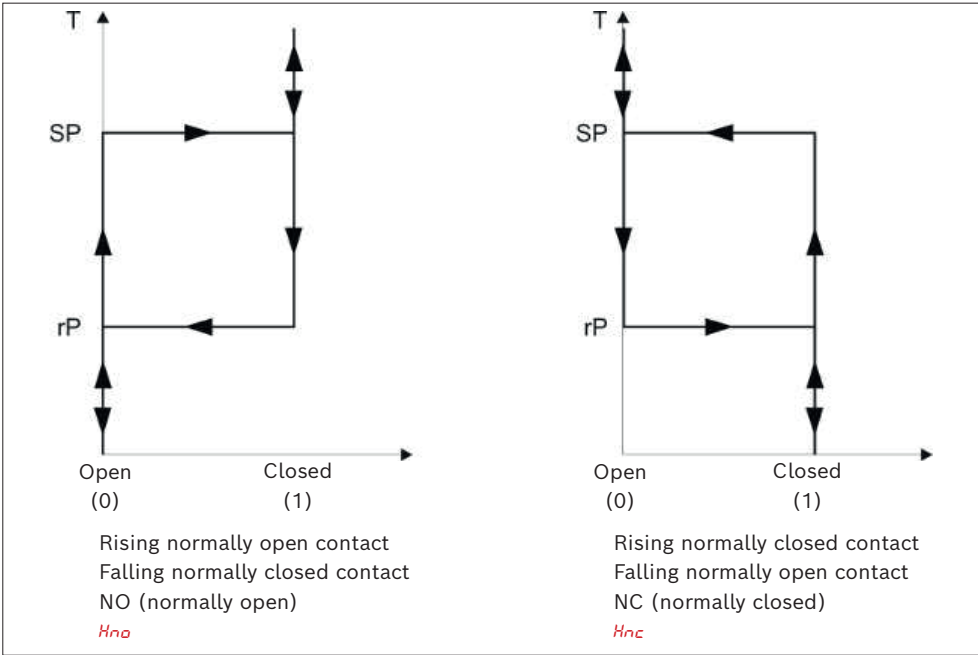 T
SP
rP
Open
Closed
(0)
(1)
Rising normally open contact
Falling normally closed contact
NO (normally open)
Hno
T
SP
rP
Open
Closed
(0)
(1)
Rising normally closed contact
Falling normally open contact
NC (normally closed)
Hnc